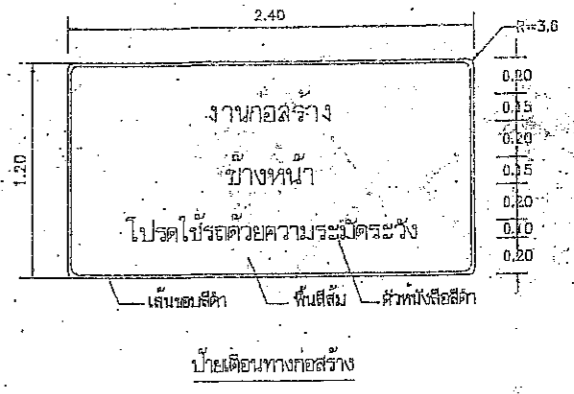 2.40
R=3.6
1.20
งานก่อสร้าง
ข้างหน้า
โปรดใช้รถด้วยความระมัดระวัง
0.20
0.15
0.20
0.15
0.20
0.10
0.20
เส้นขอบสีดำ
พื้นสีส้ม
ตัวหนังสือสีดำ
ป้ายเตือนทางก่อสร้าง